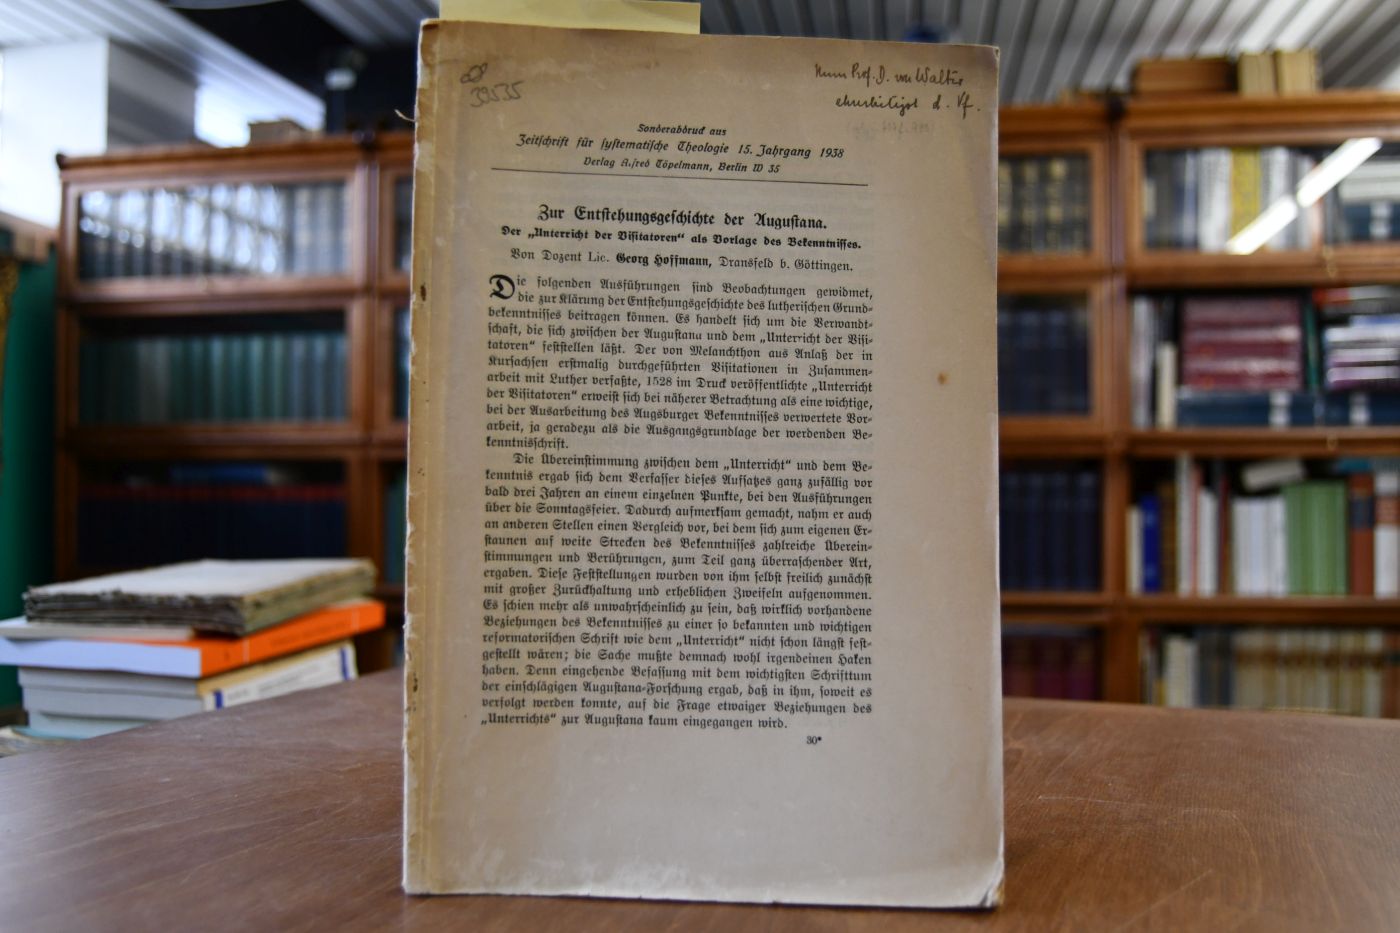 39535
Herrn Prof. D. von Walter
ehrerbietigst d. Vf.
Sonderabdruck aus
Zeitschrift für systematische Theologie 15. Jahrgang 1938
Verlag Alfred Töpelmann, Berlin W 35
Zur Entstehungsgeschichte der Augustana.
Der „Unterricht der Visitatoren“ als Vorlage des Bekenntnisses.
Von Dozent Lic. Georg Hoffmann, Dransfeld b. Göttingen.
Die folgenden Ausführungen sind Beobachtungen gewidmet,
die zur Klärung der Entstehungsgeschichte des lutherischen Grund-
bekenntnisses beitragen können. Es handelt sich um die Verwandt-
schaft, die sich zwischen der Augustana und dem „Unterricht der Visi-
tatoren“ feststellen läßt. Der von Melanchthon aus Anlaß der in
Kursachsen erstmalig durchgeführten Visitationen in Zusammen-
arbeit mit Luther verfaßte, 1528 im Druck veröffentlichte „Unterricht
der Visitatoren“ erweist sich bei näherer Betrachtung als eine wichtige,
bei der Ausarbeitung des Augsburger Bekenntnisses verwertete Vor-
arbeit, ja geradezu als die Ausgangsgrundlage der werdenden Be-
kenntnisschrift.
Die Übereinstimmung zwischen dem „Unterricht“ und dem Be-
kenntnis ergab sich dem Verfasser dieses Aufsatzes ganz zufällig vor
bald drei Jahren an einem einzelnen Punkte, bei den Ausführungen
über die Sonntagsfeier. Dadurch aufmerksam gemacht, nahm er auch
an anderen Stellen einen Vergleich vor, bei dem sich zum eigenen Er-
staunen auf weite Strecken des Bekenntnisses zahlreiche Überein-
stimmungen und Berührungen, zum Teil ganz überraschender Art,
ergaben. Diese Feststellungen wurden von ihm selbst freilich zunächst
mit großer Zurückhaltung und erheblichen Zweifeln aufgenommen.
Es schien mehr als unwahrscheinlich zu sein, daß wirklich vorhandene
Beziehungen des Bekenntnisses zu einer so bekannten und wichtigen
reformatorischen Schrift wie dem „Unterricht“ nicht schon längst fest-
gestellt wären; die Sache mußte demnach wohl irgendeinen Haken
haben. Denn eingehende Befassung mit dem wichtigsten Schrifttum
der einschlägigen Augustana-Forschung ergab, daß in ihm, soweit es
verfolgt werden konnte, auf die Frage etwaiger Beziehungen des
„Unterrichts“ zur Augustana kaum eingegangen wird.
30*